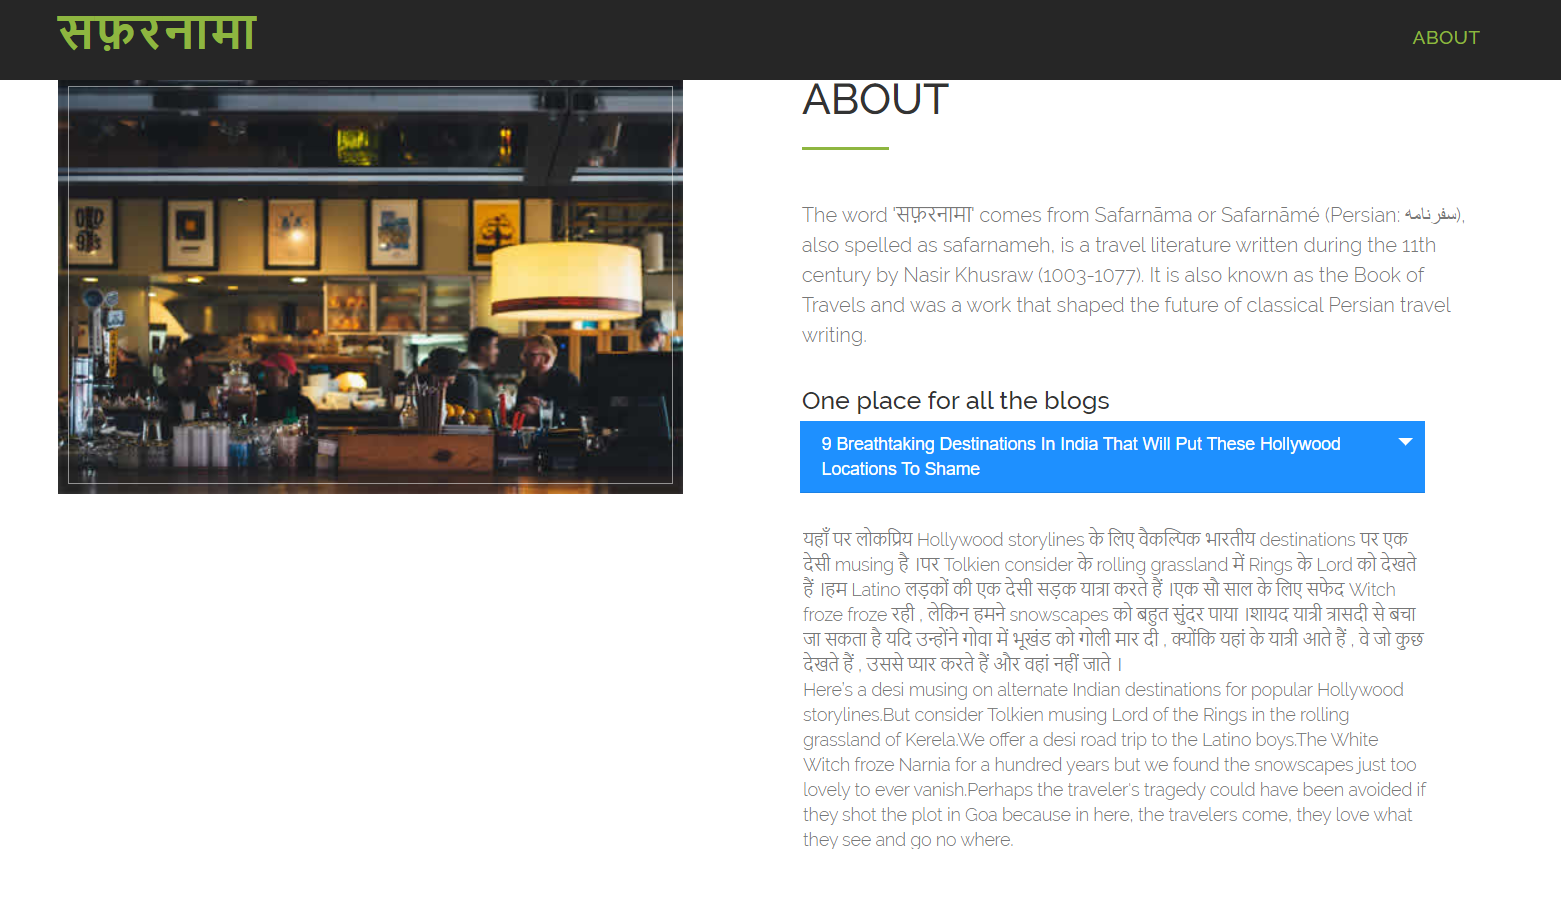 सफ़रनामा
ABOUT
ABOUT
The word 'सफ़रनामा' comes from Safarnāma or Safarnāmé (Persian: سفرنامه),
also spelled as safarnameh, is a travel literature written during the 11th
century by Nasir Khusraw (1003-1077). It is also known as the Book of
Travels and was a work that shaped the future of classical Persian travel
writing.
One place for all the blogs
9 Breathtaking Destinations In India That Will Put These Hollywood
Locations To Shame
यहाँ पर लोकप्रिय Hollywood storylines के लिए वैकल्पिक भारतीय destinations पर एक
देसी musing है ।पर Tolkien consider के rolling grassland में Rings के Lord को देखते
हैं ।हम Latino लड़कों की एक देसी सड़क यात्रा करते हैं ।एक सौ साल के लिए सफेद Witch
froze froze रही , लेकिन हमने snowscapes को बहुत सुंदर पाया ।शायद यात्री त्रासदी से बचा
जा सकता है यदि उन्होंने गोवा में भूखंड को गोली मार दी , क्योंकि यहां के यात्री आते हैं , वे जो कुछ
देखते हैं , उससे प्यार करते हैं और वहां नहीं जाते ।
Here's a desi musing on alternate Indian destinations for popular Hollywood
storylines.But consider Tolkien musing Lord of the Rings in the rolling
grassland of Kerela.We offer a desi road trip to the Latino boys.The White
Witch froze Narnia for a hundred years but we found the snowscapes just too
lovely to ever vanish.Perhaps the traveler's tragedy could have been avoided if
they shot the plot in Goa because in here, the travelers come, they love what
they see and go no where.